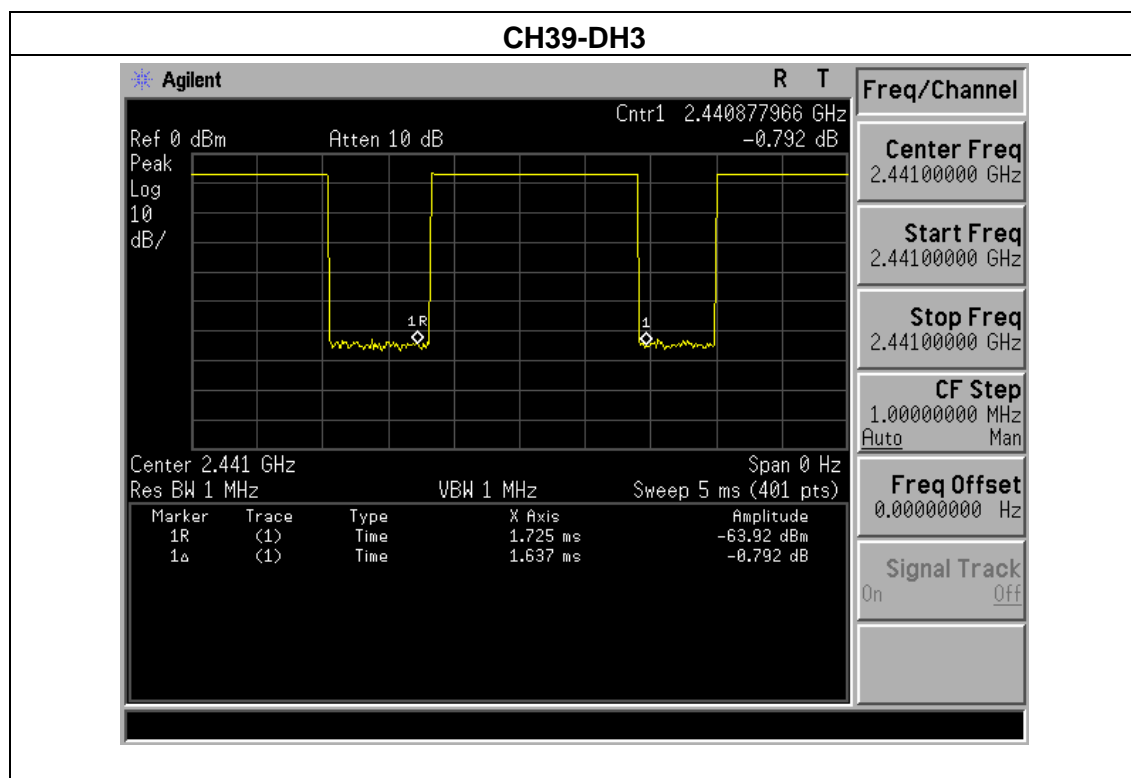 CH39-DH3
Agilent R T
Cntr1 2.440877966 GHz
Ref 0 dBm Atten 10 dB -0.792 dB
Peak
Log
10
dB/
1R
1
Center 2.441 GHz Span 0 Hz
Res BW 1 MHz VBW 1 MHz Sweep 5 ms (401 pts)
Marker Trace Type X Axis Amplitude
1R (1) Time 1.725 ms -63.92 dBm
1Δ (1) Time 1.637 ms -0.792 dB
Freq/Channel
Center Freq
2.44100000 GHz
Start Freq
2.44100000 GHz
Stop Freq
2.44100000 GHz
CF Step
1.00000000 MHz
Auto Man
Freq Offset
0.00000000 Hz
Signal Track
On Off